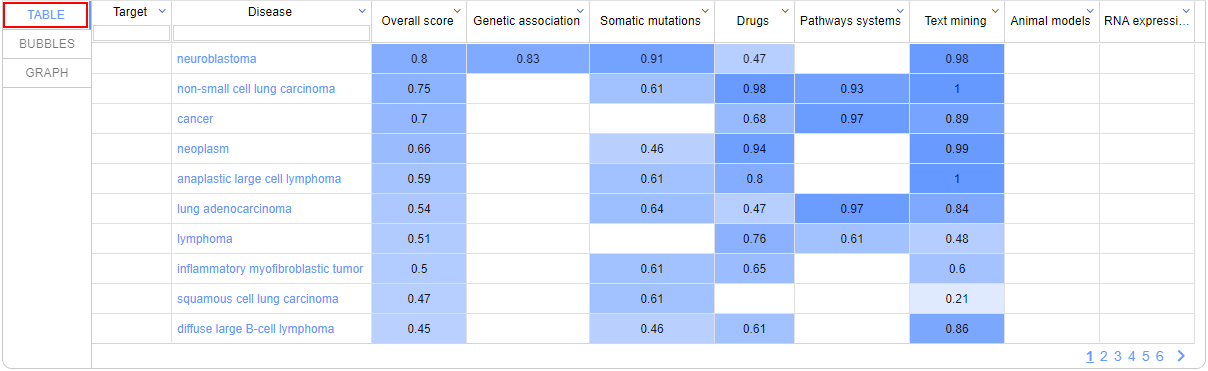 TABLE
BUBBLES
GRAPH
Target Disease Overall score Genetic association Somatic mutations Drugs Pathways systems Text mining Animal models RNA expressi...
neuroblastoma 0.8 0.83 0.91 0.47 0.98
non-small cell lung carcinoma 0.75 0.61 0.98 0.93 1
cancer 0.7 0.68 0.97 0.89
neoplasm 0.66 0.46 0.94 0.99
anaplastic large cell lymphoma 0.59 0.61 0.8 1
lung adenocarcinoma 0.54 0.64 0.47 0.97 0.84
lymphoma 0.51 0.76 0.61 0.48
inflammatory myofibroblastic tumor 0.5 0.61 0.65 0.6
squamous cell lung carcinoma 0.47 0.61 0.21
diffuse large B-cell lymphoma 0.45 0.46 0.61 0.86
1 2 3 4 5 6